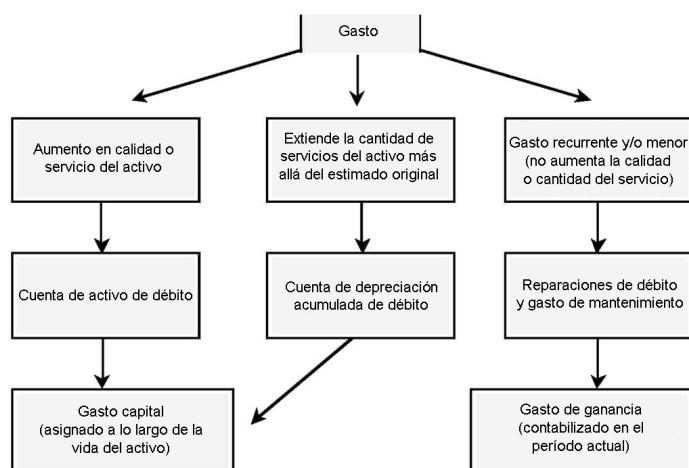 Gasto
Aumento en calidad o
servicio del activo
Extiende la cantidad de
servicios del activo más
allá del estimado original
Gasto recurrente y/o menor
(no aumenta la calidad
o cantidad del servicio)
Cuenta de activo de débito
Cuenta de depreciación
acumulada de débito
Reparaciones de débito
y gasto de mantenimiento
Gasto capital
(asignado a lo largo de la
vida del activo)
Gasto de ganancia
(contabilizado en el
período actual)